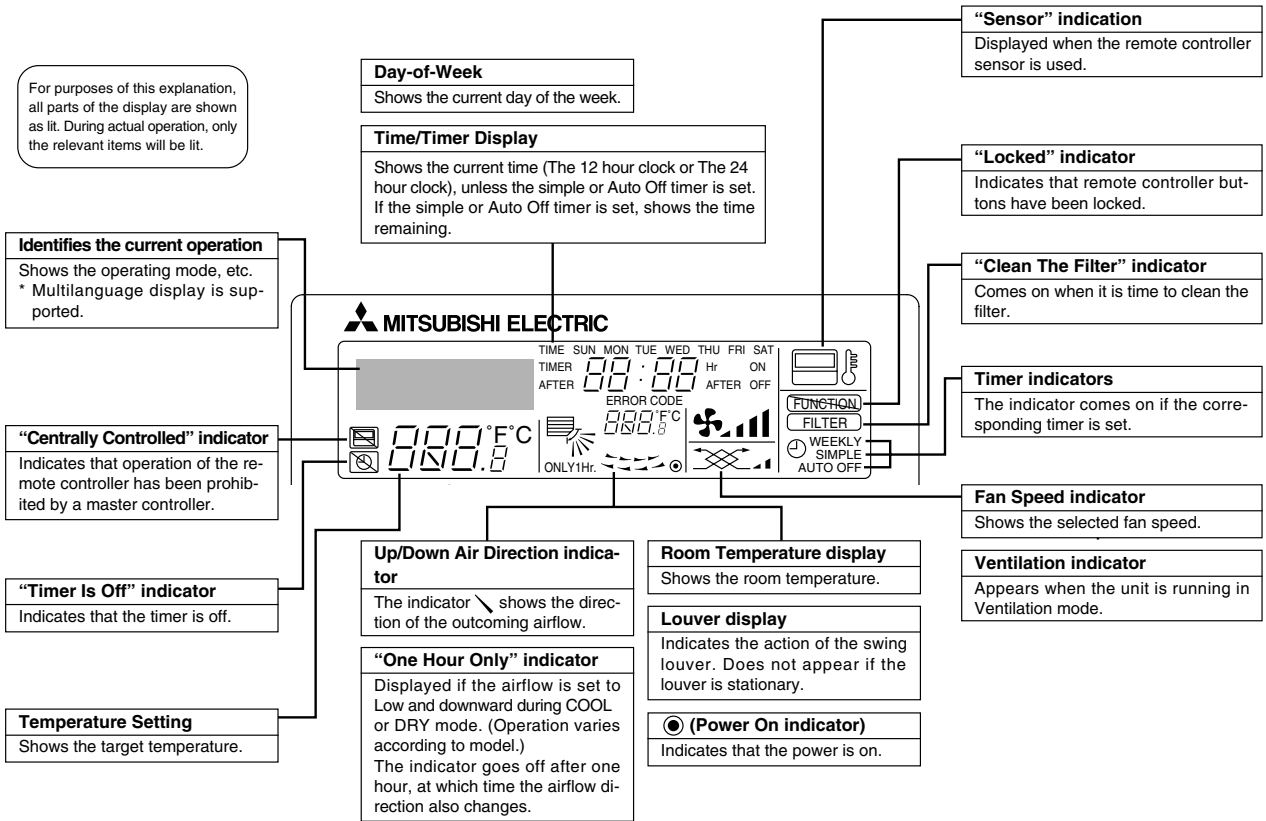 For purposes of this explanation,
all parts of the display are shown
as lit. During actual operation, only
the relevant items will be lit.
Day-of-Week
Shows the current day of the week.
Time/Timer Display
Shows the current time (The 12 hour clock or The 24
hour clock), unless the simple or Auto Off timer is set.
If the simple or Auto Off timer is set, shows the time
remaining.
“Sensor” indication
Displayed when the remote controller
sensor is used.
“Locked” indicator
Indicates that remote controller but-
tons have been locked.
“Clean The Filter” indicator
Comes on when it is time to clean the
filter.
Timer indicators
The indicator comes on if the corre-
sponding timer is set.
Fan Speed indicator
Shows the selected fan speed.
Ventilation indicator
Appears when the unit is running in
Ventilation mode.
Identifies the current operation
Shows the operating mode, etc.
* Multilanguage display is sup-
ported.
“Centrally Controlled” indicator
Indicates that operation of the re-
mote controller has been prohib-
ited by a master controller.
“Timer Is Off” indicator
Indicates that the timer is off.
Temperature Setting
Shows the target temperature.
MITSUBISHI ELECTRIC
TIME SUN MON TUE WED THU FRI SAT
TIMER 88:88 Hr ON
AFTER AFTER OFF
ERROR CODE
888.8 °F°C
888.8 °F°C
ONLY1Hr.
FUNCTION
FILTER
WEEKLY
SIMPLE
AUTO OFF
Up/Down Air Direction indica-
tor
The indicator shows the direc-
tion of the outcoming airflow.
“One Hour Only” indicator
Displayed if the airflow is set to
Low and downward during COOL
or DRY mode. (Operation varies
according to model.)
The indicator goes off after one
hour, at which time the airflow di-
rection also changes.
Room Temperature display
Shows the room temperature.
Louver display
Indicates the action of the swing
louver. Does not appear if the
louver is stationary.
(Power On indicator)
Indicates that the power is on.